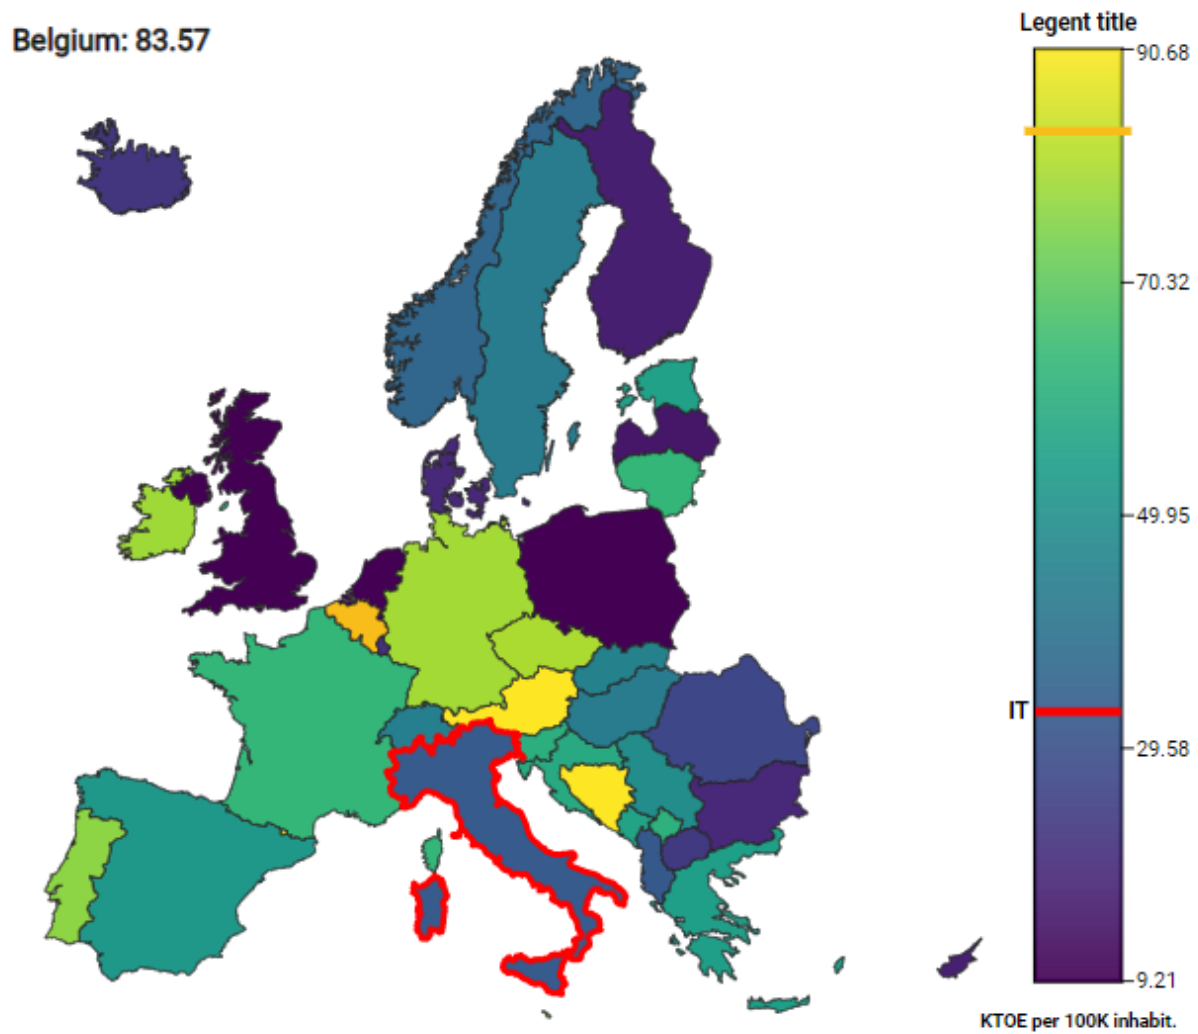 Belgium: 83.57
Legent title
90.68
70.32
49.95
IT
29.58
9.21
KTOE per 100K inhabit.